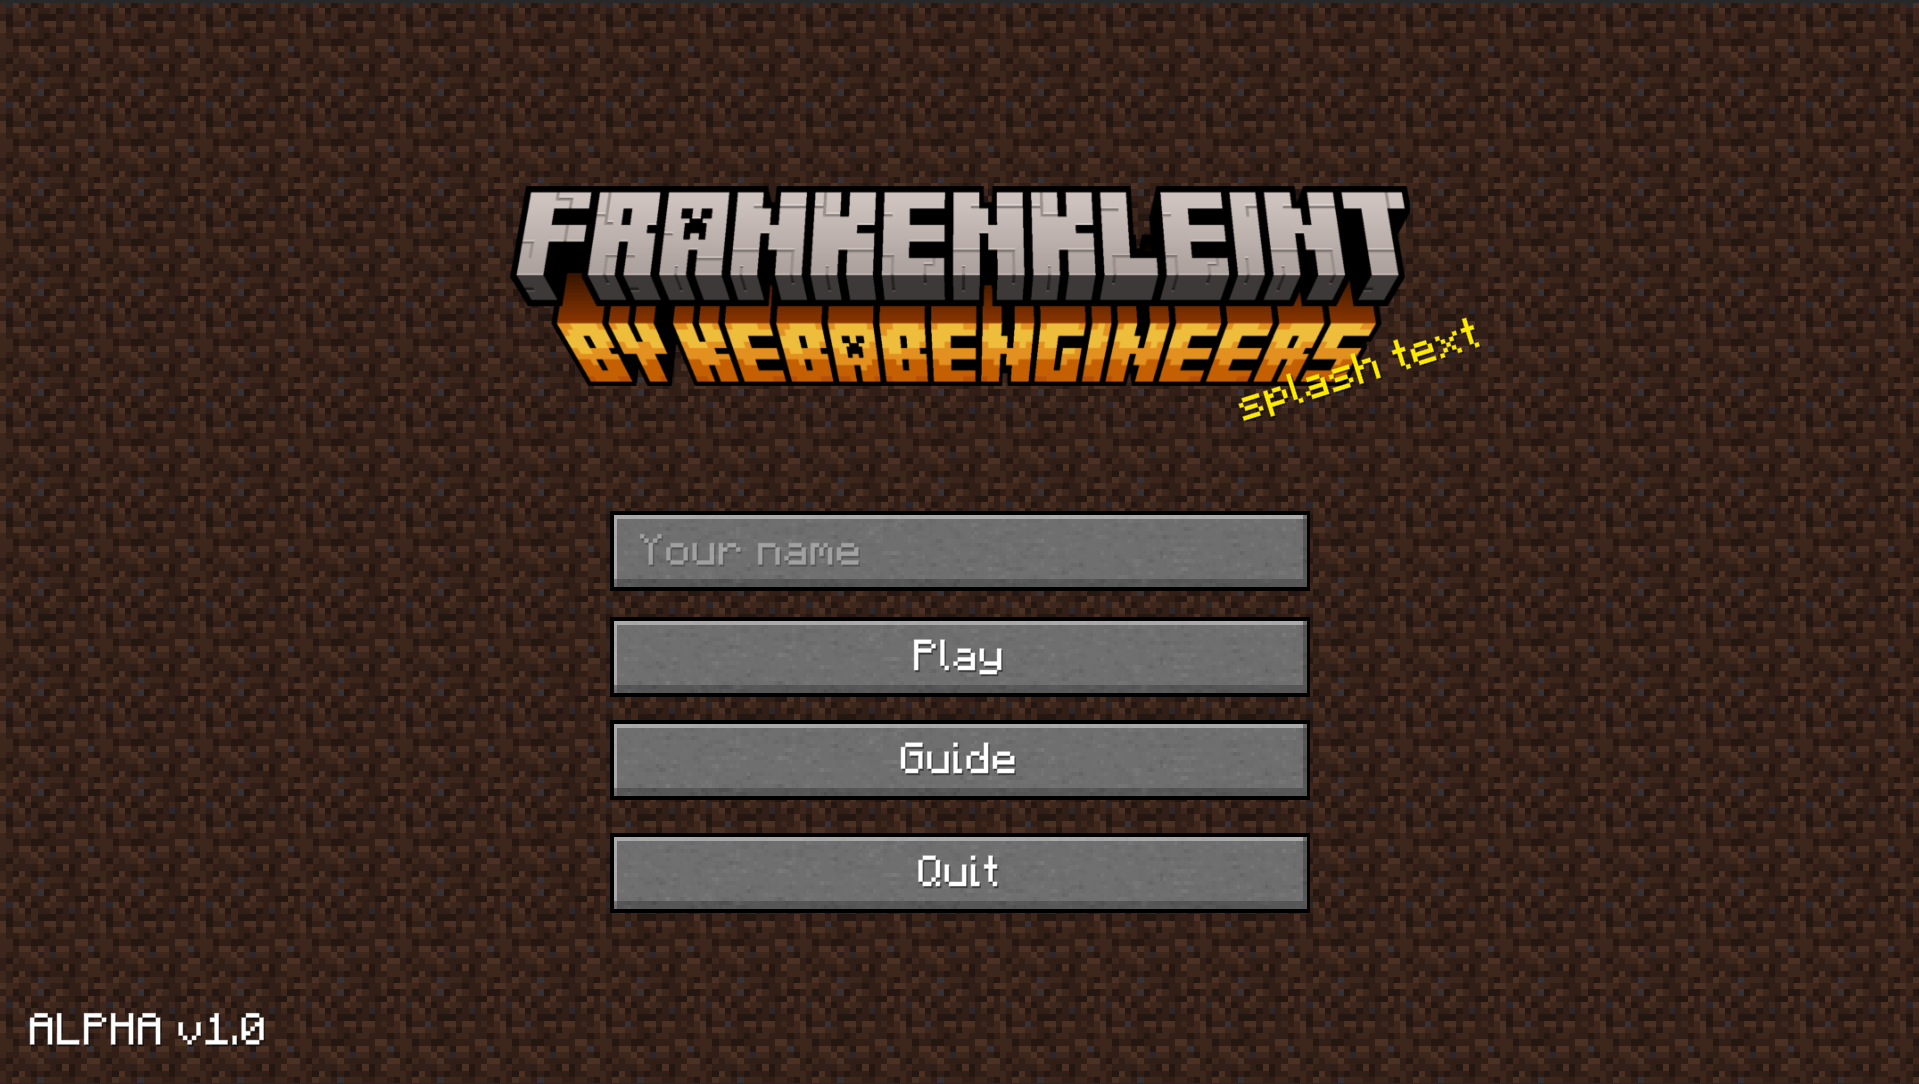 FRANKENKLEINT
BY KEBABENGINEERS
splash text
Your name
Play
Guide
Quit
ALPHA v1.0